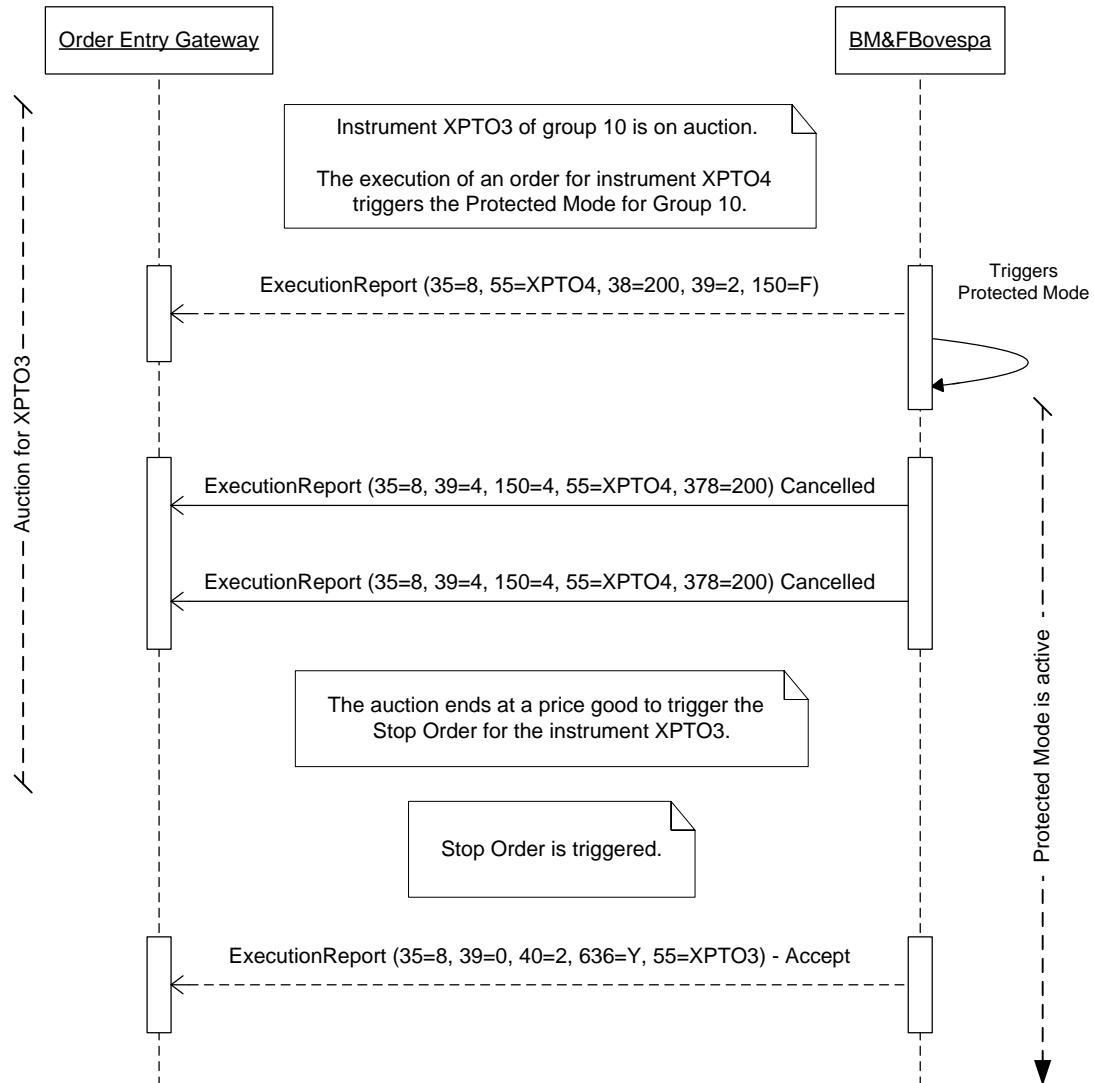 Order Entry Gateway
BM&FBovespa
Instrument XPTO3 of group 10 is on auction.
The execution of an order for instrument XPTO4
triggers the Protected Mode for Group 10.
ExecutionReport (35=8, 55=XPTO4, 38=200, 39=2, 150=F)
Triggers
Protected Mode
Auction for XPTO3
ExecutionReport (35=8, 39=4, 150=4, 55=XPTO4, 378=200) Cancelled
ExecutionReport (35=8, 39=4, 150=4, 55=XPTO4, 378=200) Cancelled
Protected Mode is active
The auction ends at a price good to trigger the
Stop Order for the instrument XPTO3.
Stop Order is triggered.
ExecutionReport (35=8, 39=0, 40=2, 636=Y, 55=XPTO3) - Accept